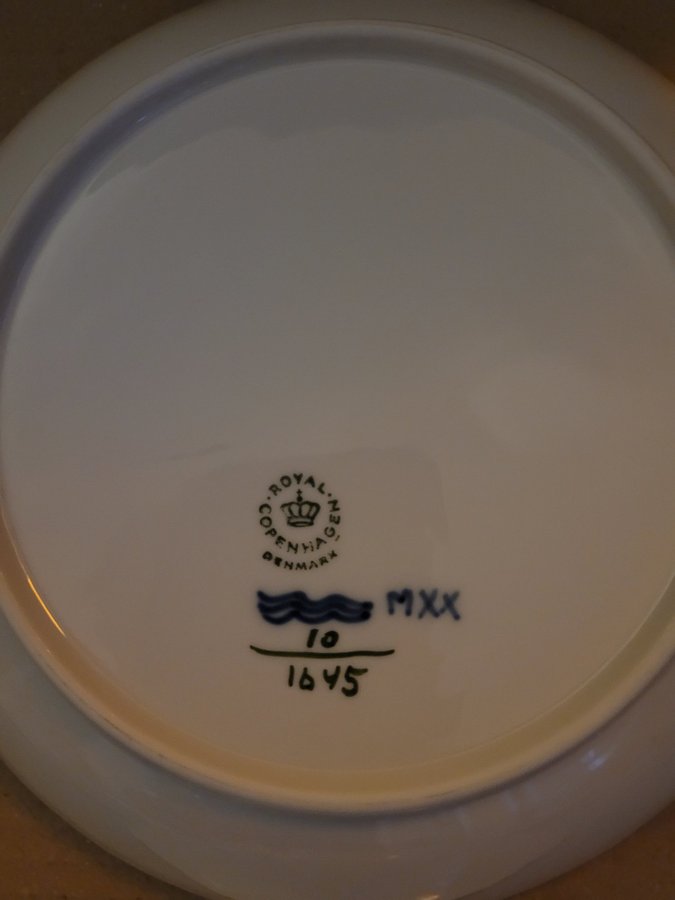 ROYAL
COPENHAGEN
DENMARK
MXX
10
1645